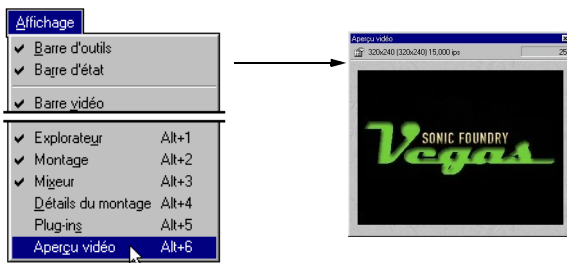 Affichage
Barre d'outils
Barre d'état
Barre vidéo
Explorateur Alt+1
Montage Alt+2
Mixeur Alt+3
Détails du montage Alt+4
Plug-ins Alt+5
Aperçu vidéo Alt+6
Aperçu vidéo
320x240 (320x240) 15,000 ips 25
SONIC FOUNDRY
Vegas